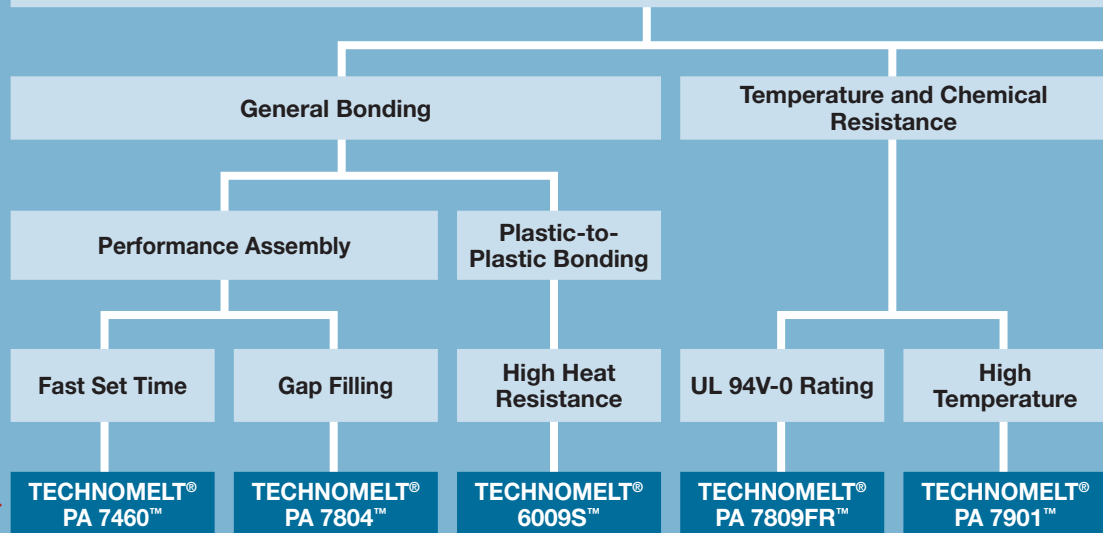 General Bonding
Temperature and Chemical
Resistance
Performance Assembly
Plastic-to-
Plastic Bonding
Fast Set Time
Gap Filling
High Heat
Resistance
UL 94V-0 Rating
High
Temperature
TECHNOMELT®
PA 7460™
TECHNOMELT®
PA 7804™
TECHNOMELT®
6009S™
TECHNOMELT®
PA 7809FR™
TECHNOMELT®
PA 7901™